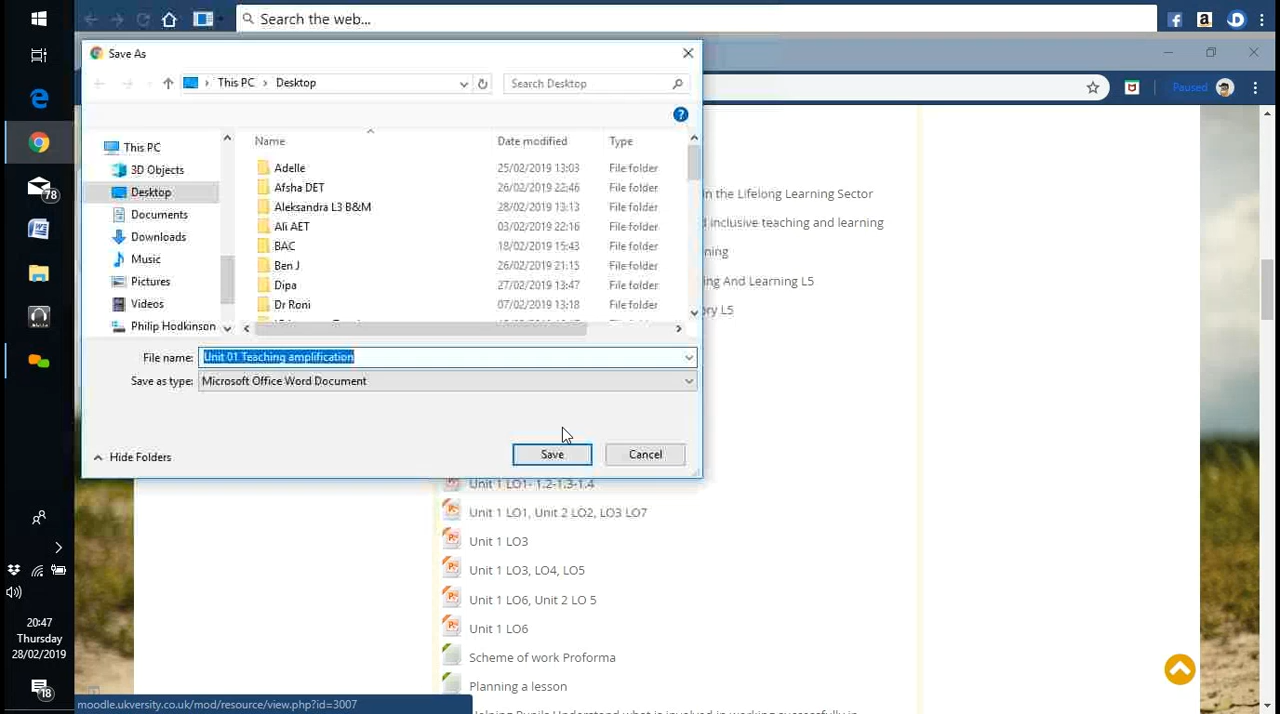 Search the web...
Save As
This PC
Desktop
Search Desktop
Paused
Name
Date modified
Type
This PC
3D Objects
Desktop
Documents
Downloads
Music
Pictures
Videos
Philip Hodkinson
Adelle 25/02/2019 13:03 File folder
Afsha DET 26/02/2019 22:46 File folder
Aleksandra L3 B&M 28/02/2019 13:13 File folder
Ali AET 03/02/2019 22:16 File folder
BAC 18/02/2019 15:43 File folder
Ben J 26/02/2019 21:15 File folder
Dipa 27/02/2019 13:47 File folder
Dr Roni 07/02/2019 13:18 File folder
File name: Unit 01 Teaching amplification
Save as type: Microsoft Office Word Document
Hide Folders
Save
Cancel
in the Lifelong Learning Sector
inclusive teaching and learning
ing And Learning L5
ory L5
Unit 1 LO1- 1.2-1.3-1.4
Unit 1 LO1, Unit 2 LO2, LO3 LO7
Unit 1 LO3
Unit 1 LO3, LO4, LO5
Unit 1 LO6, Unit 2 LO 5
Unit 1 LO6
Scheme of work Proforma
Planning a lesson
moodle.ukversity.co.uk/mod/resource/view.php?id=3007
78
20:47
Thursday
28/02/2019
18